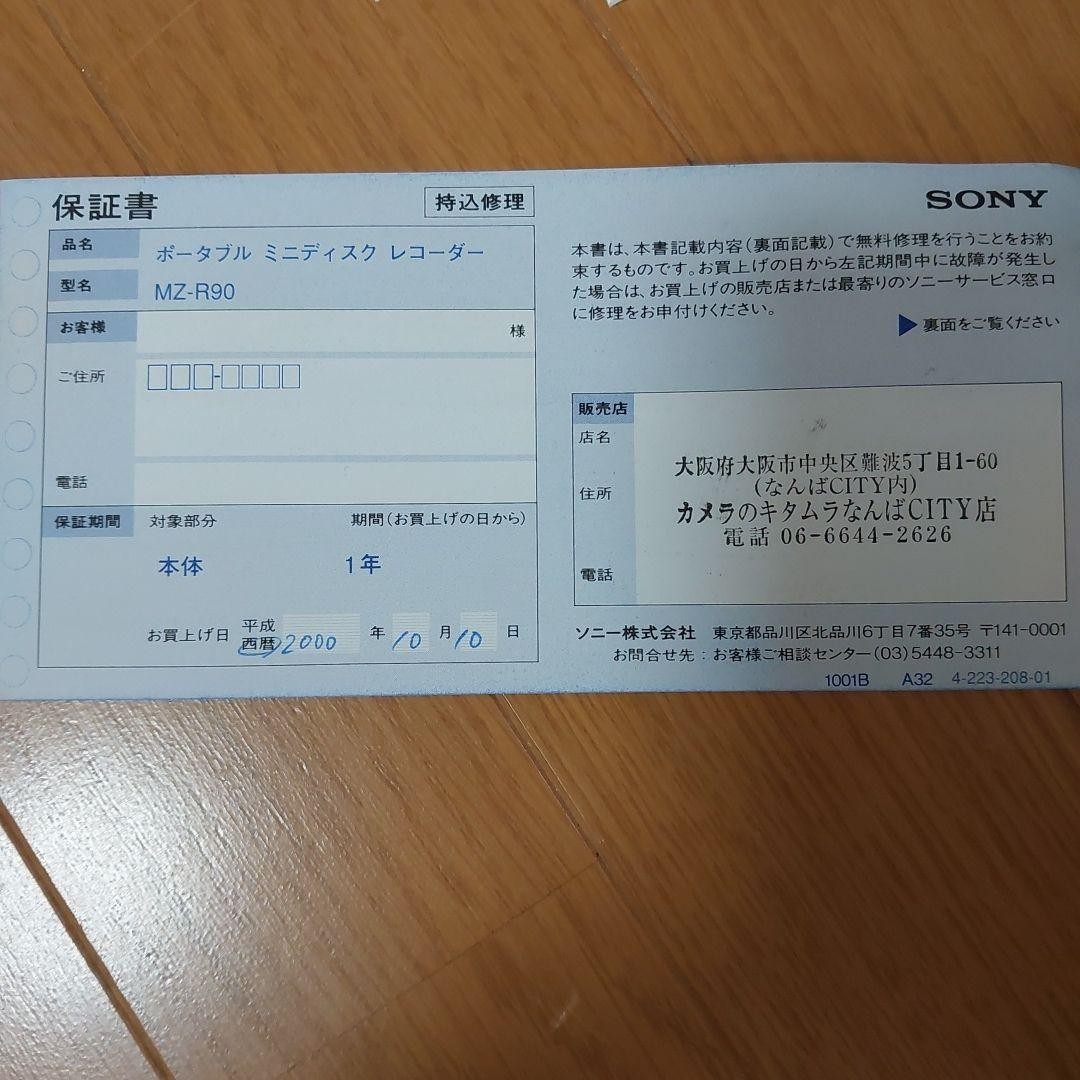 保証書
持込修理
品名
ポータブル ミニディスク レコーダー
型名
MZ-R90
お客様
様
ご住所
□□□-□□□□
電話
保証期間
対象部分
期間(お買上げの日から)
本体
1年
お買上げ日
平成
西暦
2000
年
10
月
10
日
SONY
本書は、本書記載内容(裏面記載)で無料修理を行うことをお約
束するものです。お買上げの日から左記期間中に故障が発生し
た場合は、お買上げの販売店または最寄りのソニーサービス窓口
に修理をお申付けください。
▶裏面をご覧ください
販売店
店名
住所
電話
大阪府大阪市中央区難波5丁目1-60
(なんばCITY内)
カメラのキタムラなんばCITY店
電話 06-6644-2626
ソニー株式会社 東京都品川区北品川6丁目7番35号 〒141-0001
お問合せ先:お客様ご相談センター(03)5448-3311
1001B A32 4-223-208-01